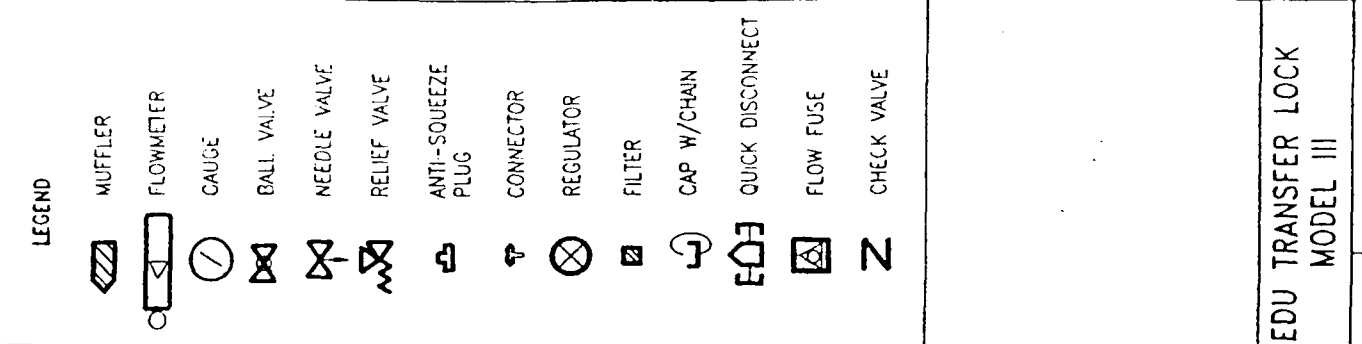 LEGEND
MUFFLER
FLOWMETER
GAUGE
BALL VALVE
NEEDLE VALVE
RELIEF VALVE
ANTI-SQUEEZE
PLUG
CONNECTOR
REGULATOR
FILTER
CAP W/CHAIN
QUICK DISCONNECT
FLOW FUSE
CHECK VALVE
EDU TRANSFER LOCK
MODEL III